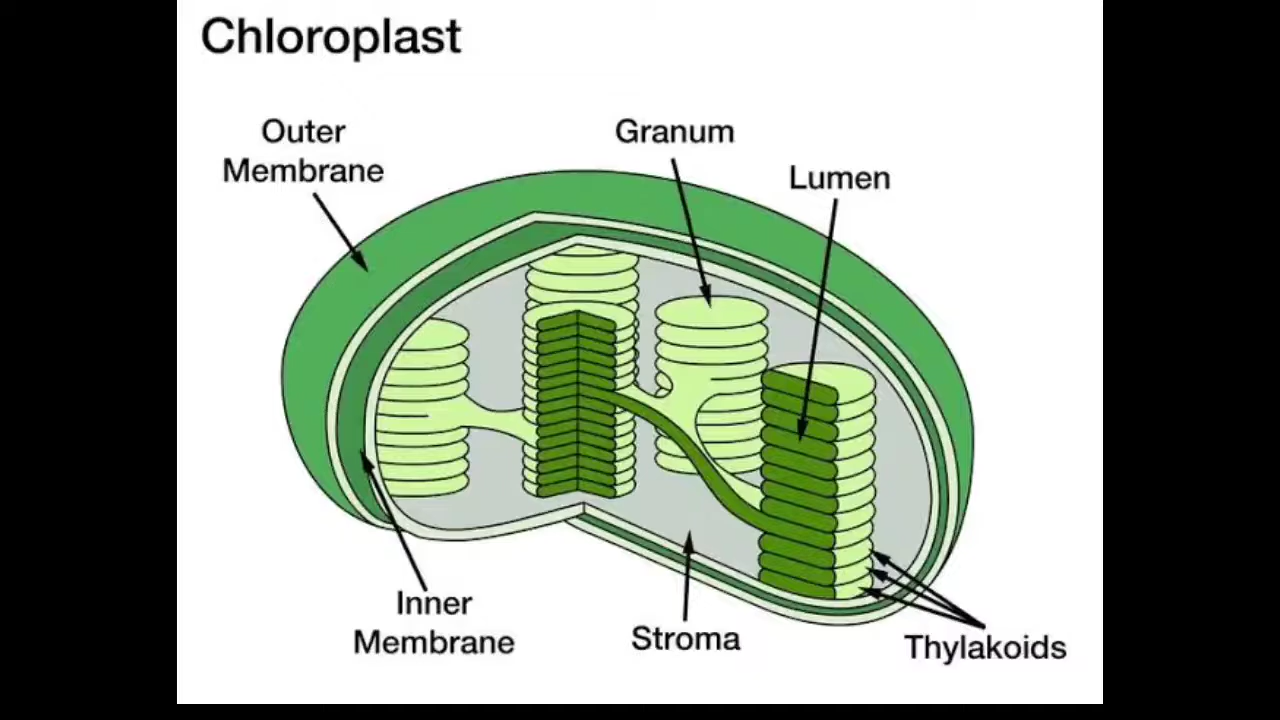 Chloroplast
Outer
Membrane
Granum
Lumen
Inner
Membrane
Stroma
Thylakoids